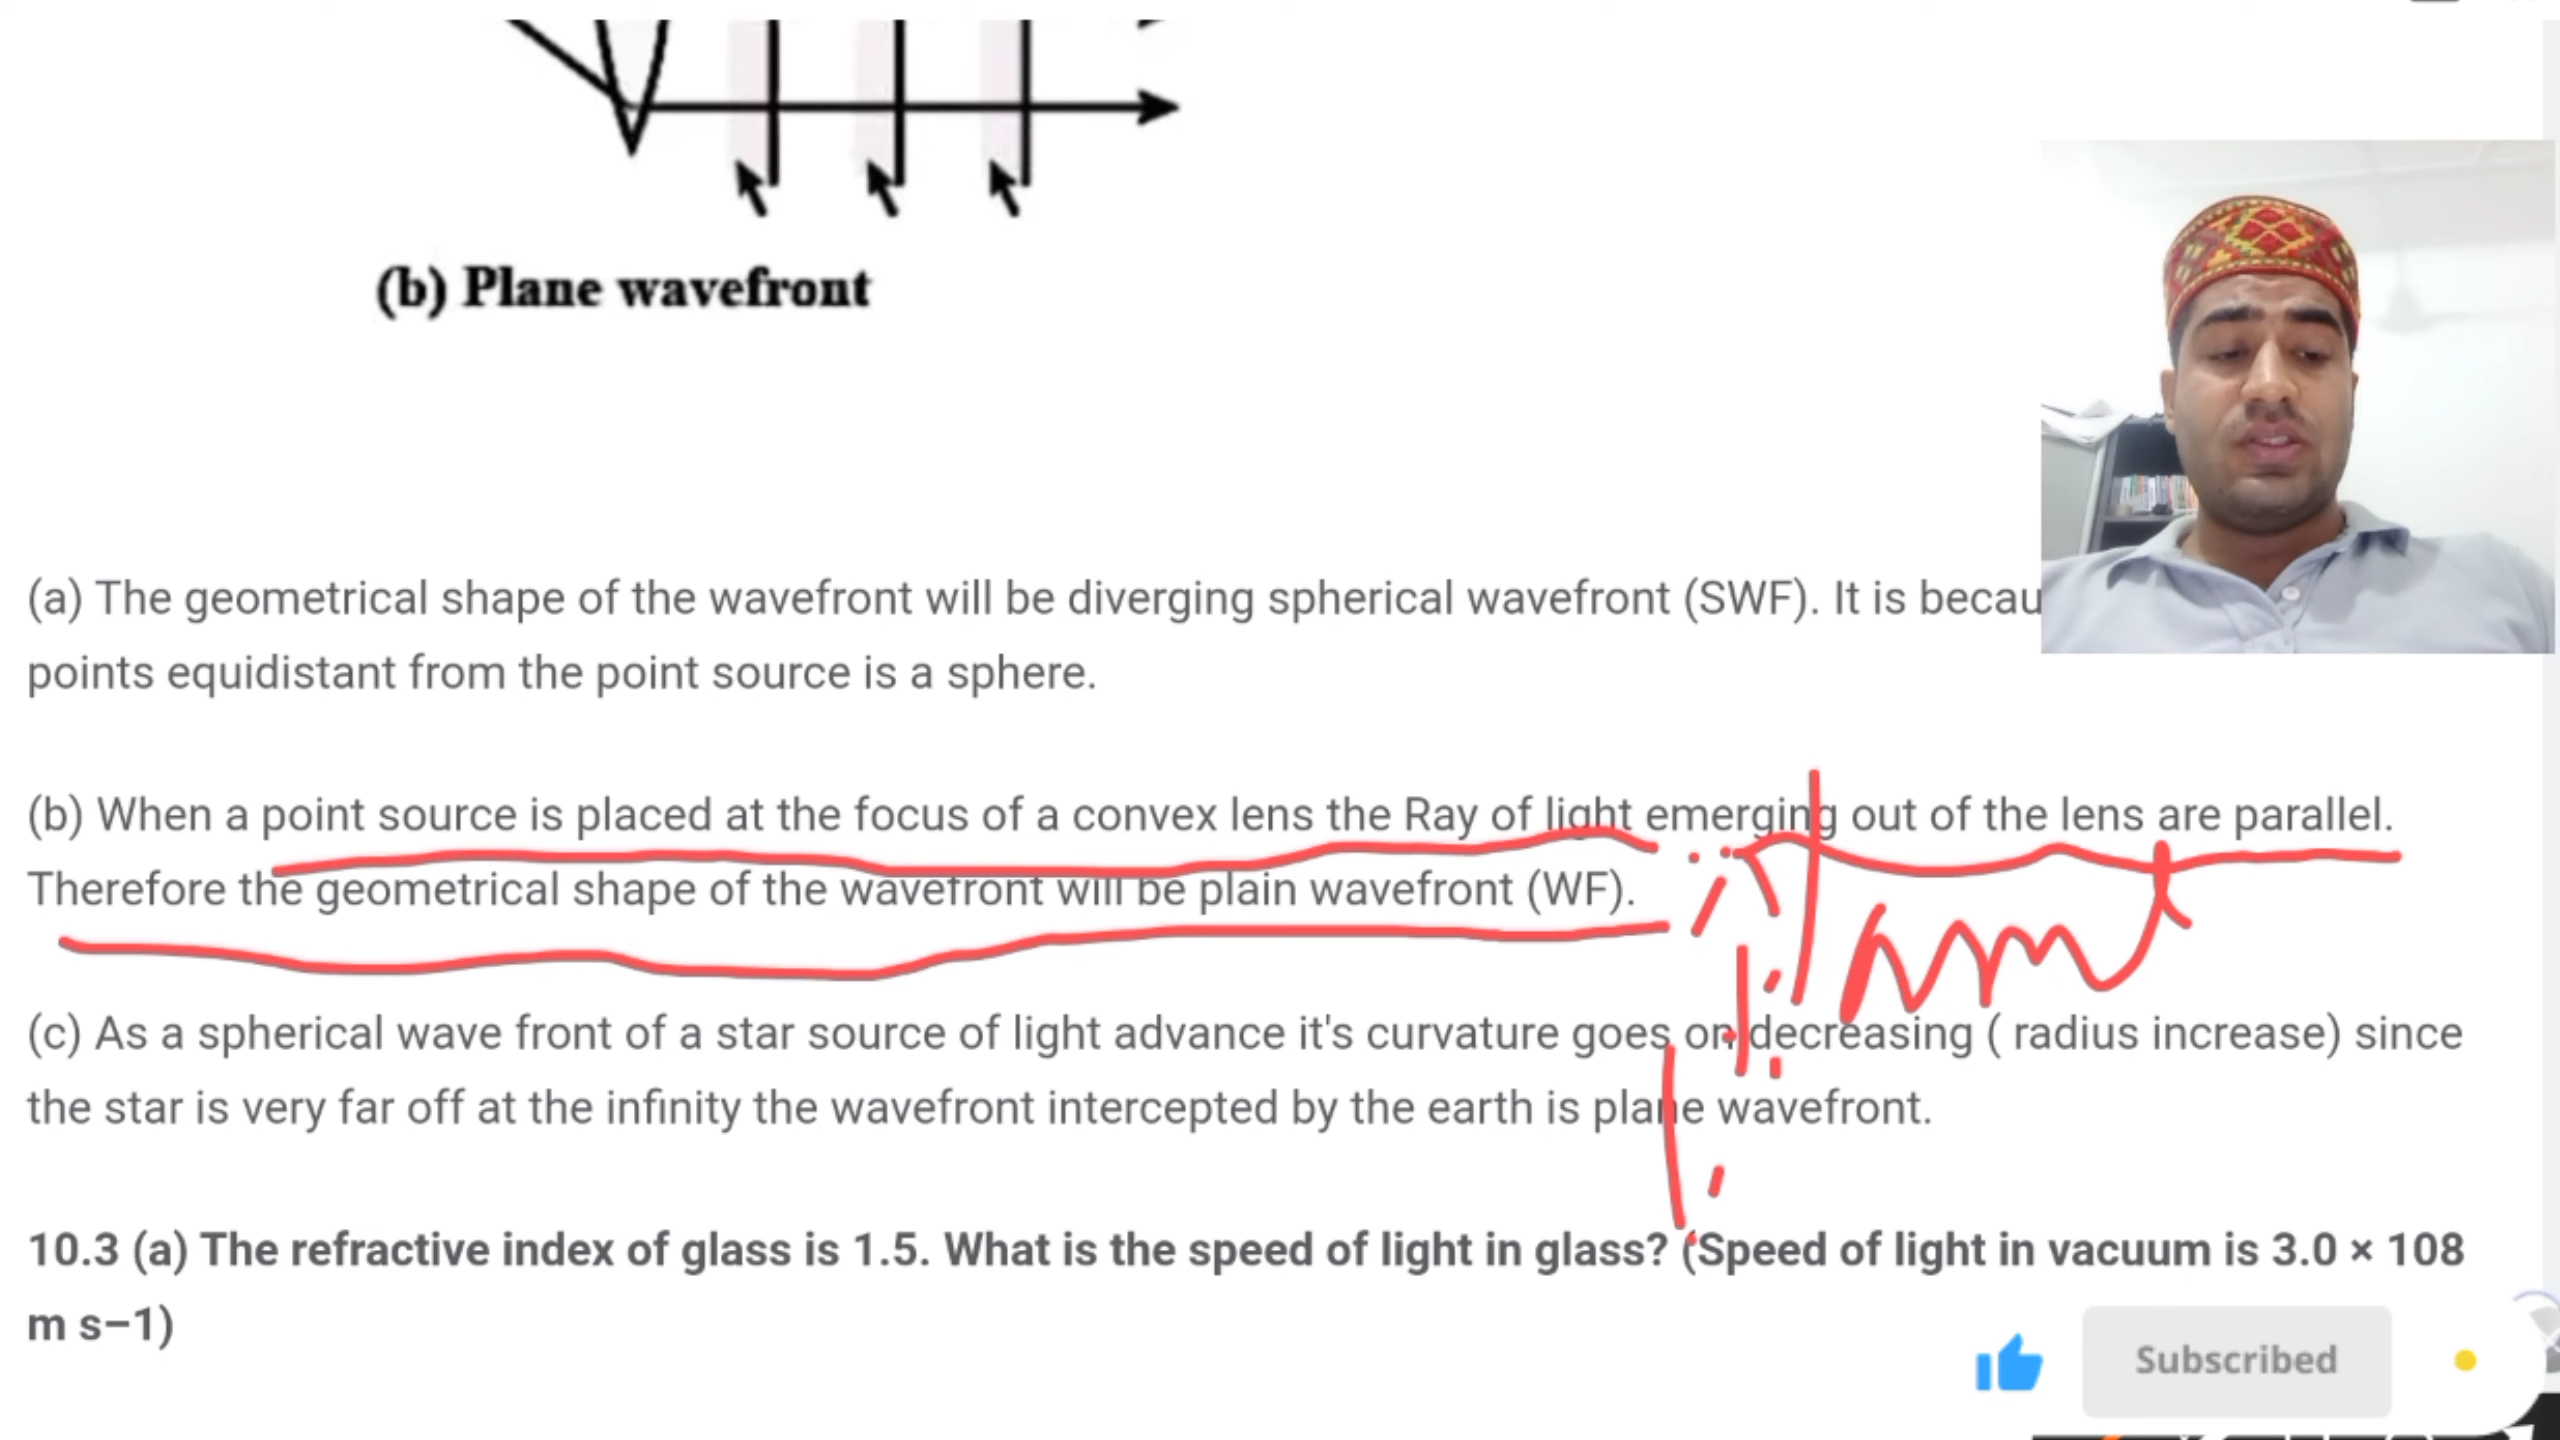 (b) Plane wavefront
(a) The geometrical shape of the wavefront will be diverging spherical wavefront (SWF). It is
points equidistant from the point source is a sphere.
(b) When a point source is placed at the focus of a convex lens the Ray of light emerging out of the lens are parallel.
Therefore the geometrical shape of the wavefront will be plain wavefront (WF).
(c) As a spherical wave front of a star source of light advance it's curvature goes on decreasing ( radius increase) since
the star is very far off at the infinity the wavefront intercepted by the earth is plane wavefront.
10.3 (a) The refractive index of glass is 1.5. What is the speed of light in glass? (Speed of light in vacuum is 3.0 × 108
m s−1)
Subscribed